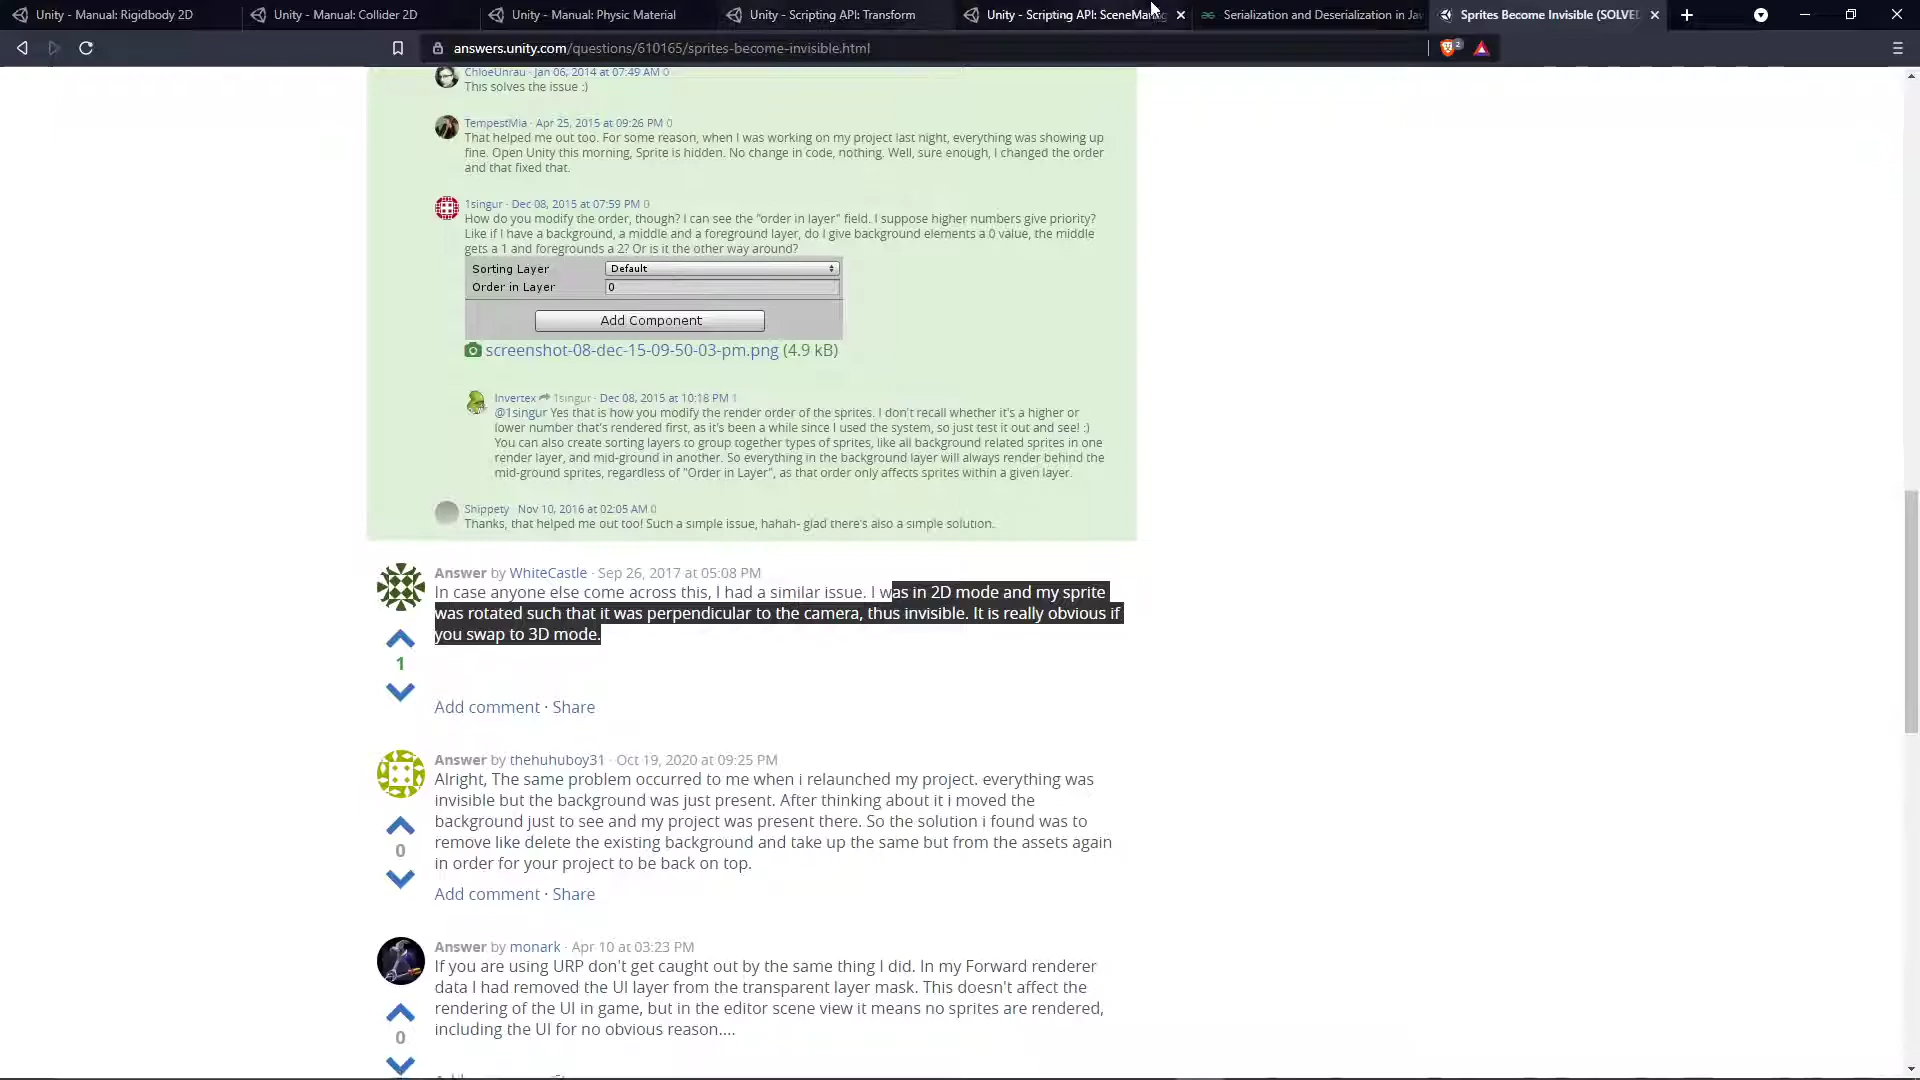 Unity - Manual: Rigidbody 2D
Unity - Manual: Collider 2D
Unity - Manual: Physic Material
Unity - Scripting API: Transform
Unity - Scripting API: SceneMana
Serialization and Deserialization in Ja
Sprites Become Invisible (SOLVED
answers.unity.com/questions/610165/sprites-become-invisible.html
2
ChloeUnrau · Jan 06, 2014 at 07:49 AM 0
This solves the issue :)
TempestMia · Apr 25, 2015 at 09:26 PM 0
That helped me out too. For some reason, when I was working on my project last night, everything was showing up
fine. Open Unity this morning, Sprite is hidden. No change in code, nothing. Well, sure enough, I changed the order
and that fixed that.
1singur · Dec 08, 2015 at 07:59 PM 0
How do you modify the order, though? I can see the "order in layer" field. I suppose higher numbers give priority?
Like if I have a background, a middle and a foreground layer, do I give background elements a 0 value, the middle
gets a 1 and foregrounds a 2? Or is it the other way around?
Sorting Layer Default
Order in Layer 0
Add Component
screenshot-08-dec-15-09-50-03-pm.png (4.9 kB)
Invertex 1singur · Dec 08, 2015 at 10:18 PM 1
@1singur Yes that is how you modify the render order of the sprites. I don't recall whether it's a higher or
lower number that's rendered first, as it's been a while since I used the system, so just test it out and see! :)
You can also create sorting layers to group together types of sprites, like all background related sprites in one
render layer, and mid-ground in another. So everything in the background layer will always render behind the
mid-ground sprites, regardless of "Order in Layer", as that order only affects sprites within a given layer.
Shippety · Nov 10, 2016 at 02:05 AM 0
Thanks, that helped me out too! Such a simple issue, hahah- glad there's also a simple solution.
Answer by WhiteCastle · Sep 26, 2017 at 05:08 PM
In case anyone else come across this, I had a similar issue. I was in 2D mode and my sprite
was rotated such that it was perpendicular to the camera, thus invisible. It is really obvious if
you swap to 3D mode.
1
Add comment · Share
Answer by thehuhuboy31 · Oct 19, 2020 at 09:25 PM
Alright, The same problem occurred to me when i relaunched my project. everything was
invisible but the background was just present. After thinking about it i moved the
background just to see and my project was present there. So the solution i found was to
remove like delete the existing background and take up the same but from the assets again
in order for your project to be back on top.
0
Add comment · Share
Answer by monark · Apr 10 at 03:23 PM
If you are using URP don't get caught out by the same thing I did. In my Forward renderer
data I had removed the UI layer from the transparent layer mask. This doesn't affect the
rendering of the UI in game, but in the editor scene view it means no sprites are rendered,
including the UI for no obvious reason....
0